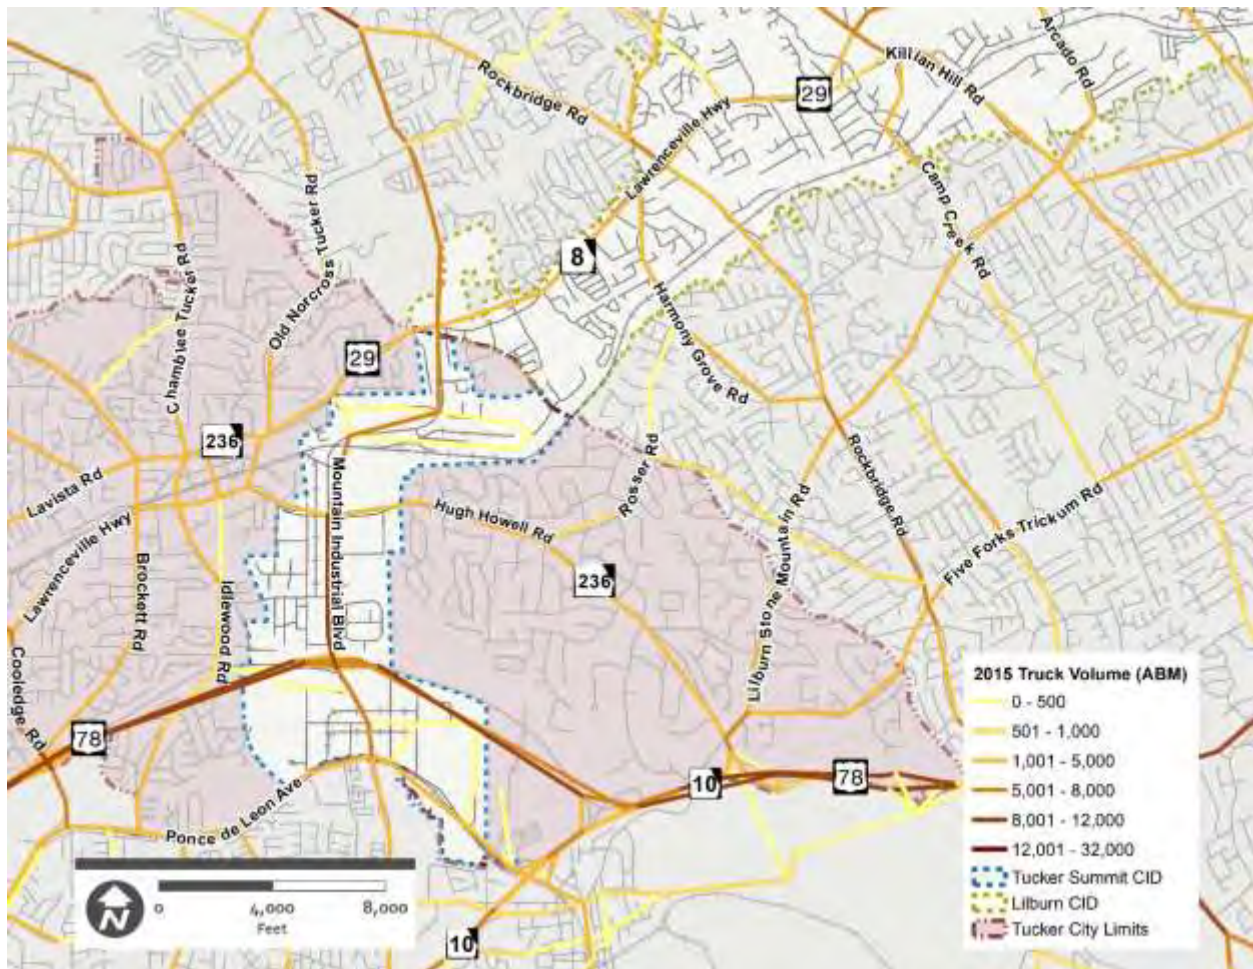 Rockbridge Rd
Killian Hill Rd
Arcado Rd
29
Lawrenceville Hwy
Camp Creek Rd
8
Old Norcross Tucker Rd
Chamblee Tucker Rd
Harmony Grove Rd
29
236
Lavista Rd
Lawrenceville Hwy
Mountain Industrial Blvd
Hugh Howell Rd
Rosser Rd
Rockbridge Rd
Lilburn Stone Mountain Rd
Five Forks Trickum Rd
Brockett Rd
Idlewood Rd
236
Cooledge Rd
78
10
78
Ponce de Leon Ave
10
N
0
4,000
8,000
Feet
2015 Truck Volume (ABM)
0 - 500
501 - 1,000
1,001 - 5,000
5,001 - 8,000
8,001 - 12,000
12,001 - 32,000
Tucker Summit CID
Lilburn CID
Tucker City Limits